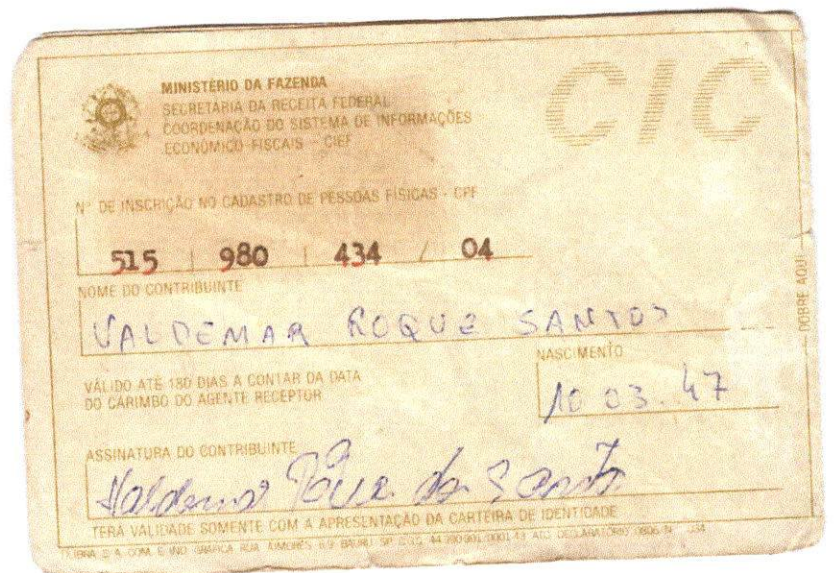 MINISTÉRIO DA FAZENDA
SECRETARIA DA RECEITA FEDERAL
COORDENAÇÃO DO SISTEMA DE INFORMAÇÕES
ECONÔMICO-FISCAIS - CIEF
CIC
N° DE INSCRIÇÃO NO CADASTRO DE PESSOAS FÍSICAS - CPF
515 980 434 / 04
NOME DO CONTRIBUINTE
VALDEMAR ROQUE SANTOS
DOBRE AQUI
NASCIMENTO
10 03.47
VÁLIDO ATÉ 180 DIAS A CONTAR DA DATA
DO CARIMBO DO AGENTE RECEPTOR
ASSINATURA DO CONTRIBUINTE
TERÁ VALIDADE SOMENTE COM A APRESENTAÇÃO DA CARTEIRA DE IDENTIDADE